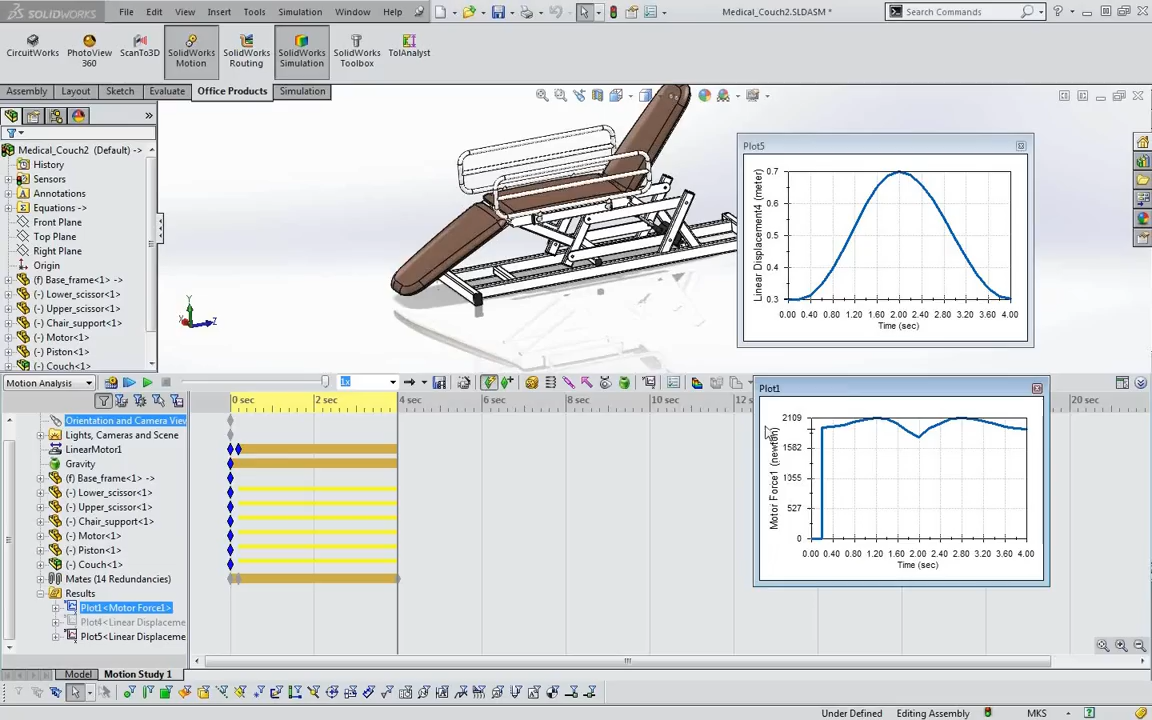 SOLIDWORKS File Edit View Insert Tools Simulation Window Help Medical_Couch2.SLDASM * Search Commands
CircuitWorks PhotoView 360 ScanTo3D SolidWorks Motion SolidWorks Routing SolidWorks Simulation SolidWorks Toolbox TolAnalyst
Assembly Layout Sketch Evaluate Office Products Simulation
Medical_Couch2 (Default) ->
History
Sensors
Annotations
Equations ->
Front Plane
Top Plane
Right Plane
Origin
(f) Base_frame<1> ->
(-) Lower_scissor<1>
(-) Upper_scissor<1>
(-) Chair_support<1>
(-) Motor<1>
(-) Piston<1>
(-) Couch<1>
Y
X
Z
Plot5
Linear Displacement4 (meter)
0.7
0.6
0.5
0.4
0.3
0.00 0.40 0.80 1.20 1.60 2.00 2.40 2.80 3.20 3.60 4.00
Time (sec)
Motion Analysis 1x
0 sec 2 sec 4 sec 6 sec 8 sec 10 sec 12 s 20 sec
Orientation and Camera View
Lights, Cameras and Scene
LinearMotor1
Gravity
(f) Base_frame<1> ->
(-) Lower_scissor<1>
(-) Upper_scissor<1>
(-) Chair_support<1>
(-) Motor<1>
(-) Piston<1>
(-) Couch<1>
Mates (14 Redundancies)
Results
Plot1<Motor Force1>
Plot4<Linear Displaceme
Plot5<Linear Displaceme
Plot1
Motor Force1 (newton)
2109
1582
1055
527
0
0.00 0.40 0.80 1.20 1.60 2.00 2.40 2.80 3.20 3.60 4.00
Time (sec)
Model Motion Study 1
Under Defined Editing Assembly MKS